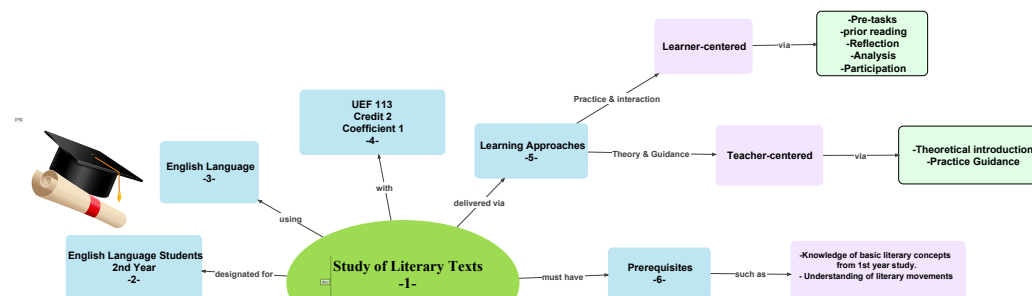 -Pre-tasks
-prior reading
-Reflection
-Analysis
-Participation
via
Learner-centered
Practice & interaction
UEF 113
Credit 2
Coefficient 1
-4-
Learning Approaches
-5-
Theory & Guidance
Teacher-centered
via
-Theoretical introduction
-Practice Guidance
English Language
-3-
with
delivered via
using
English Language Students
2nd Year
-2-
designated for
Study of Literary Texts
-1-
must have
Prerequisites
-6-
such as
-Knowledge of basic literary concepts
from 1st year study.
- Understanding of literary movements